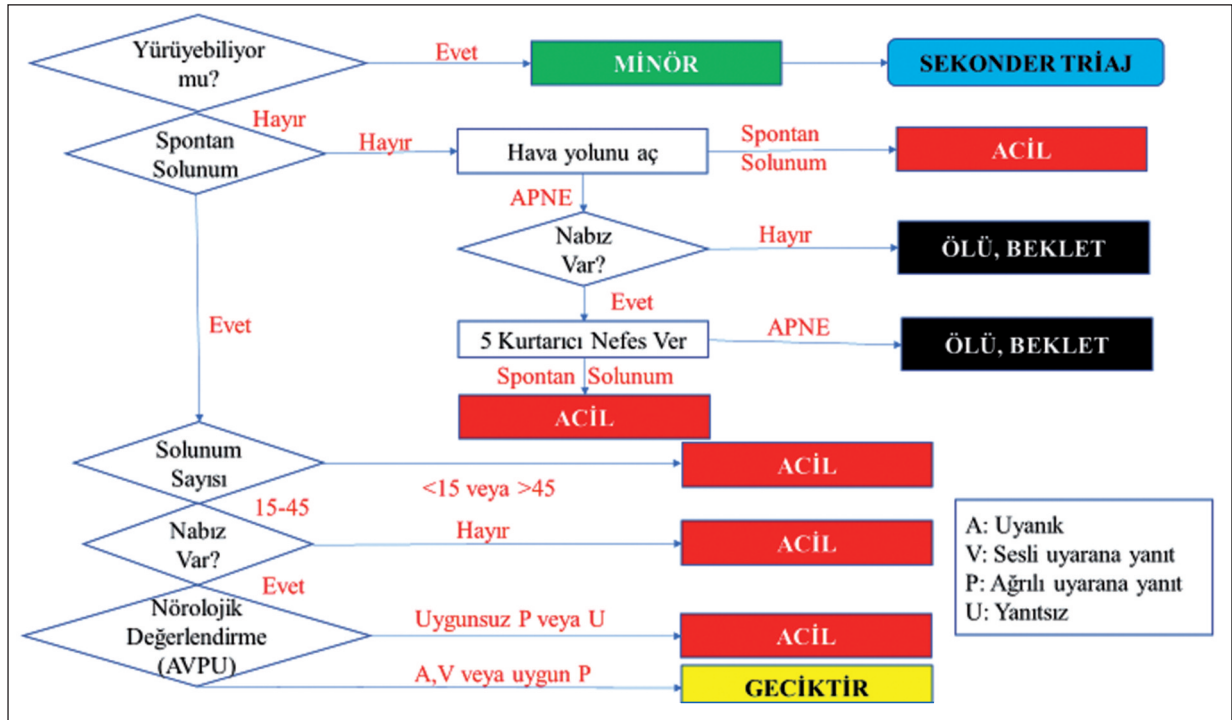 Yürüyebiliyor
mu?
Evet
MİNÖR
SEKONDER TRİAJ
Hayır
Spontan
Solunum
Hayır
Hava yolunu aç
Spontan
Solunum
ACİL
APNE
Nabız
Var?
Hayır
ÖLÜ, BEKLET
Evet
Evet
5 Kurtarıcı Nefes Ver
APNE
ÖLÜ, BEKLET
Spontan Solunum
ACİL
Solunum
Sayısı
<15 veya >45
ACİL
15-45
Nabız
Var?
Hayır
ACİL
Evet
Nörolojik
Değerlendirme
(AVPU)
Uygunsuz P veya U
ACİL
A,V veya uygun P
GECİKTİR
A: Uyanık
V: Sesli uyarana yanıt
P: Ağrılı uyarana yanıt
U: Yanıtsız